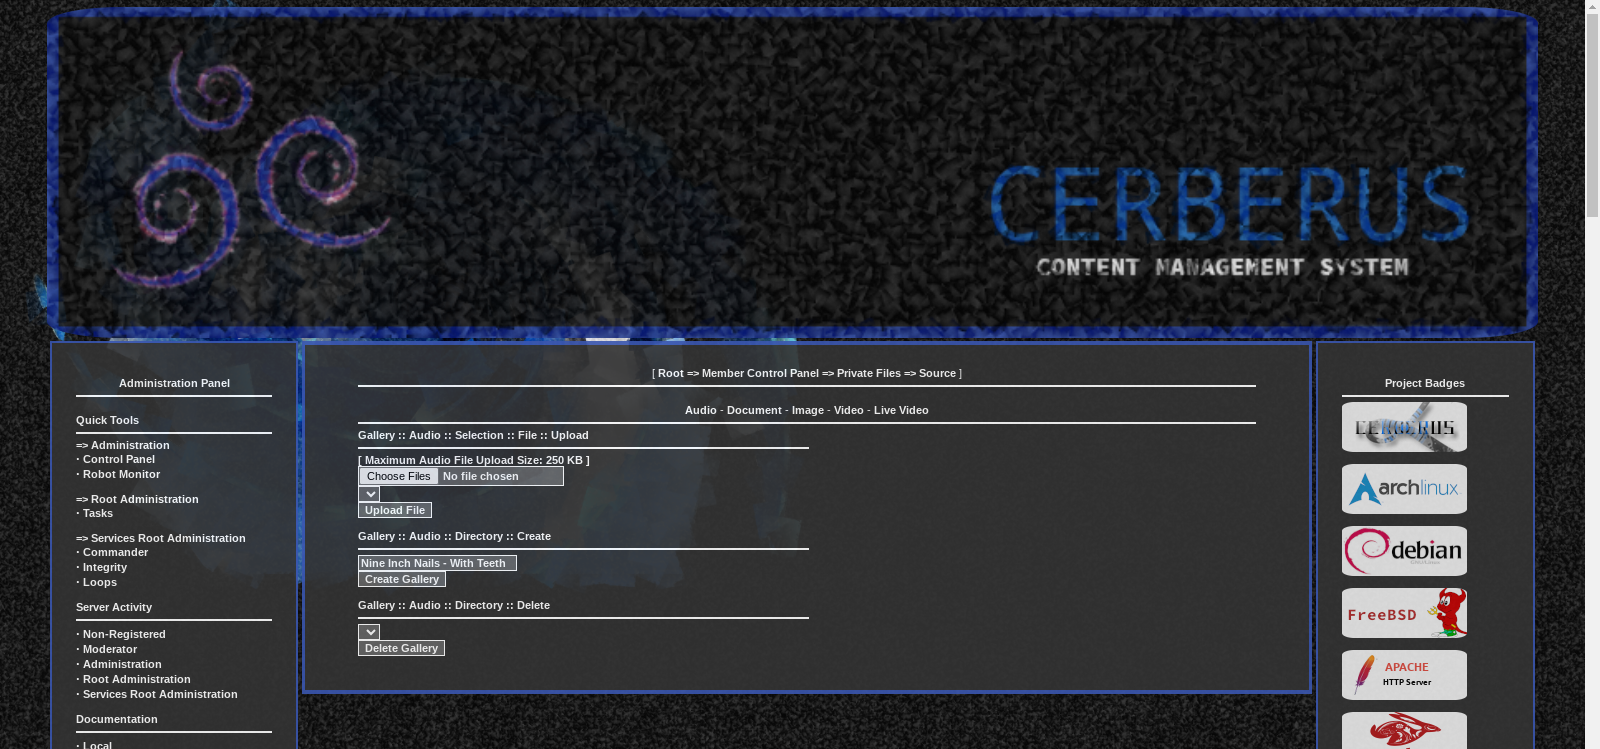 CERBERUS
CONTENT MANAGEMENT SYSTEM
Administration Panel
Quick Tools
=> Administration
· Control Panel
· Robot Monitor
=> Root Administration
· Tasks
=> Services Root Administration
· Commander
· Integrity
· Loops
Server Activity
· Non-Registered
· Moderator
· Administration
· Root Administration
· Services Root Administration
Documentation
· Local
[ Root => Member Control Panel => Private Files => Source ]
Audio - Document - Image - Video - Live Video
Gallery :: Audio :: Selection :: File :: Upload
[ Maximum Audio File Upload Size: 250 KB ]
Choose Files No file chosen
Upload File
Gallery :: Audio :: Directory :: Create
Nine Inch Nails - With Teeth
Create Gallery
Gallery :: Audio :: Directory :: Delete
Delete Gallery
Project Badges
CERBERUS
archlinux
debian
FreeBSD
APACHE
HTTP Server